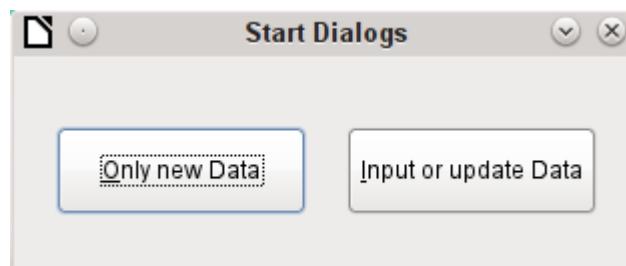 Start Dialogs
Only new Data
Input or update Data